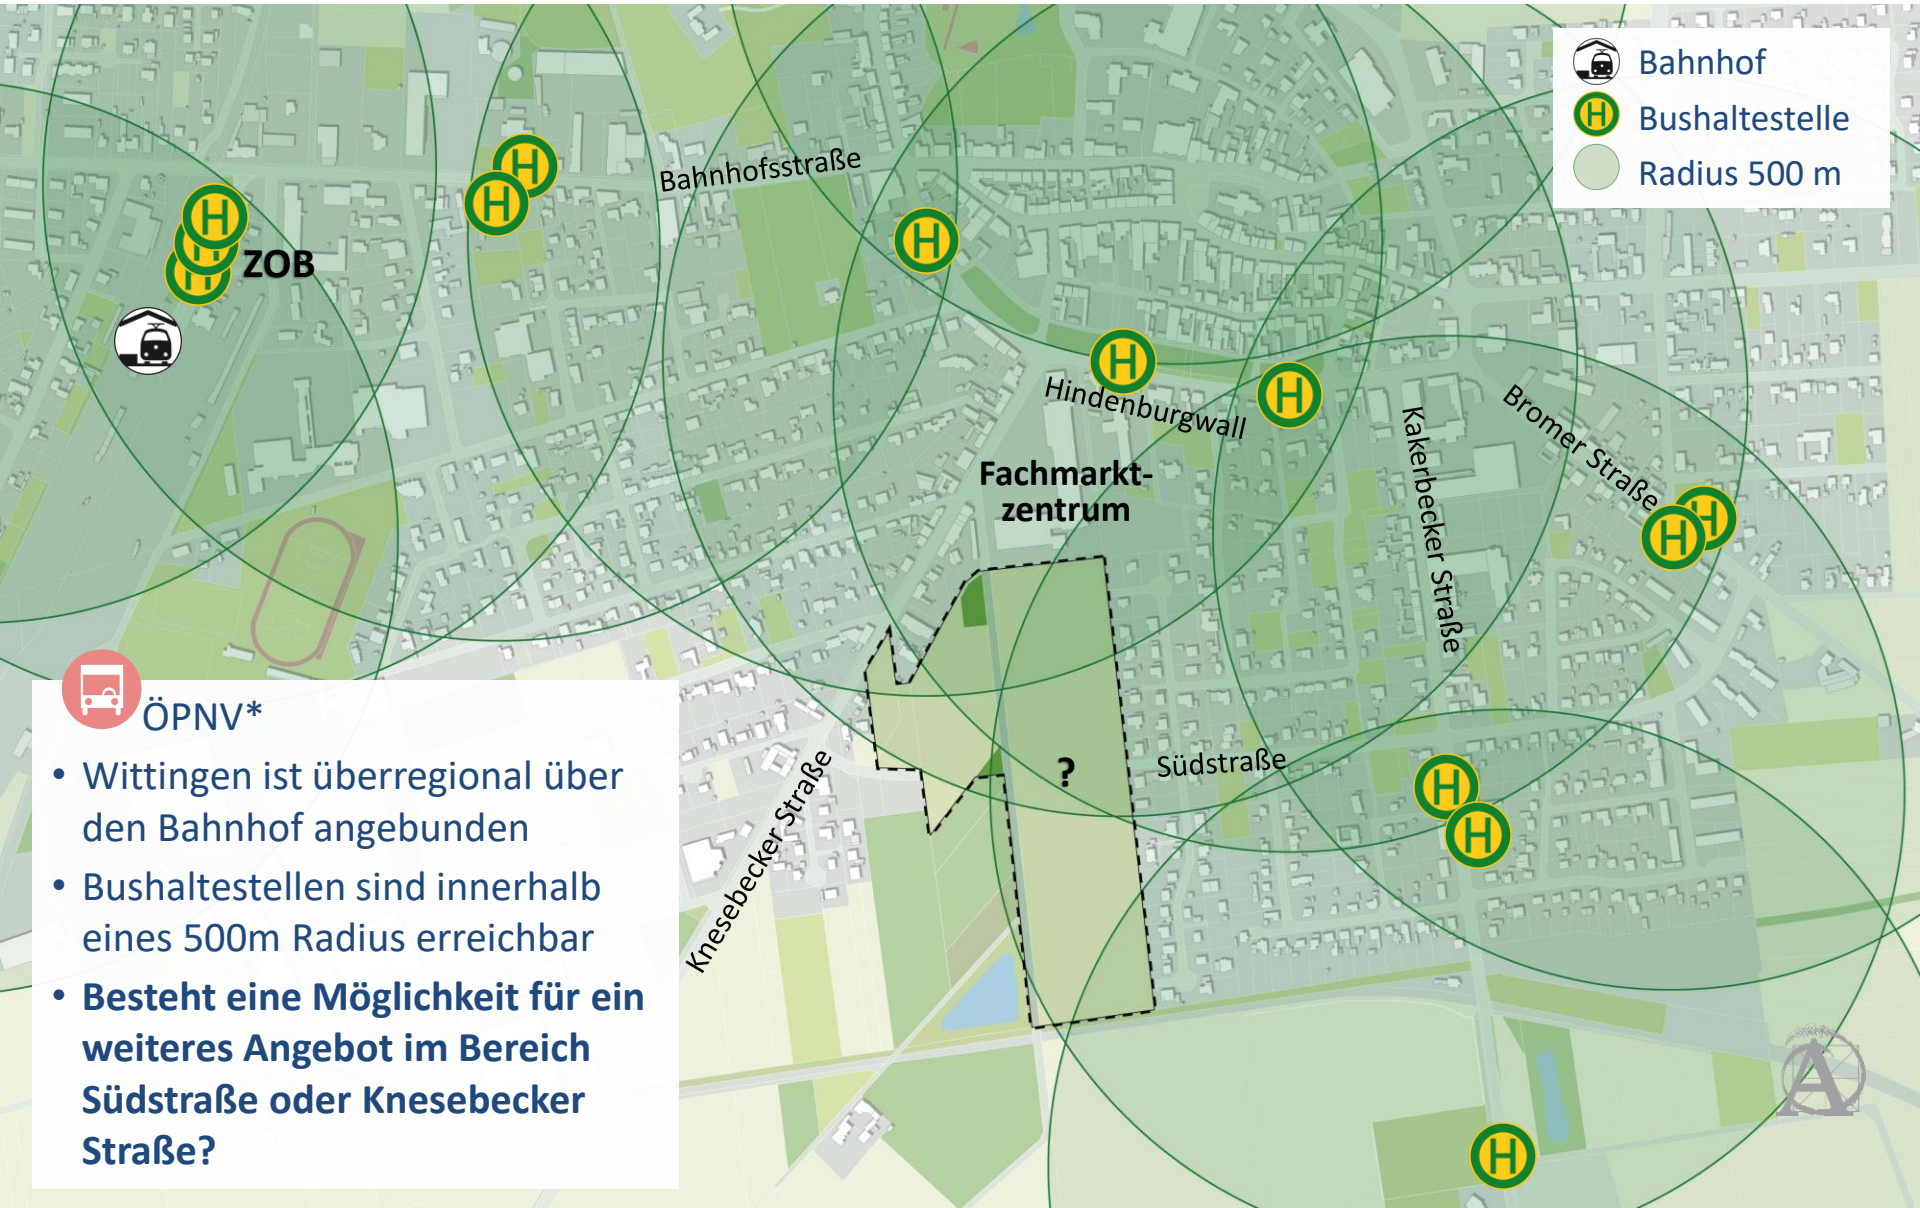 Bahnhof
H Bushaltestelle
Radius 500 m
Bahnhofsstraße
H
H
H
H
H
H
ZOB
H
H
H
Hindenburgwall
Kakerbecker Straße
Bromer Straße
H
H
Fachmarkt-
zentrum
?
Südstraße
Knesebecker Straße
H
H
H
A
ÖPNV*
• Wittingen ist überregional über
den Bahnhof angebunden
• Bushaltestellen sind innerhalb
eines 500m Radius erreichbar
• Besteht eine Möglichkeit für ein
weiteres Angebot im Bereich
Südstraße oder Knesebecker
Straße?